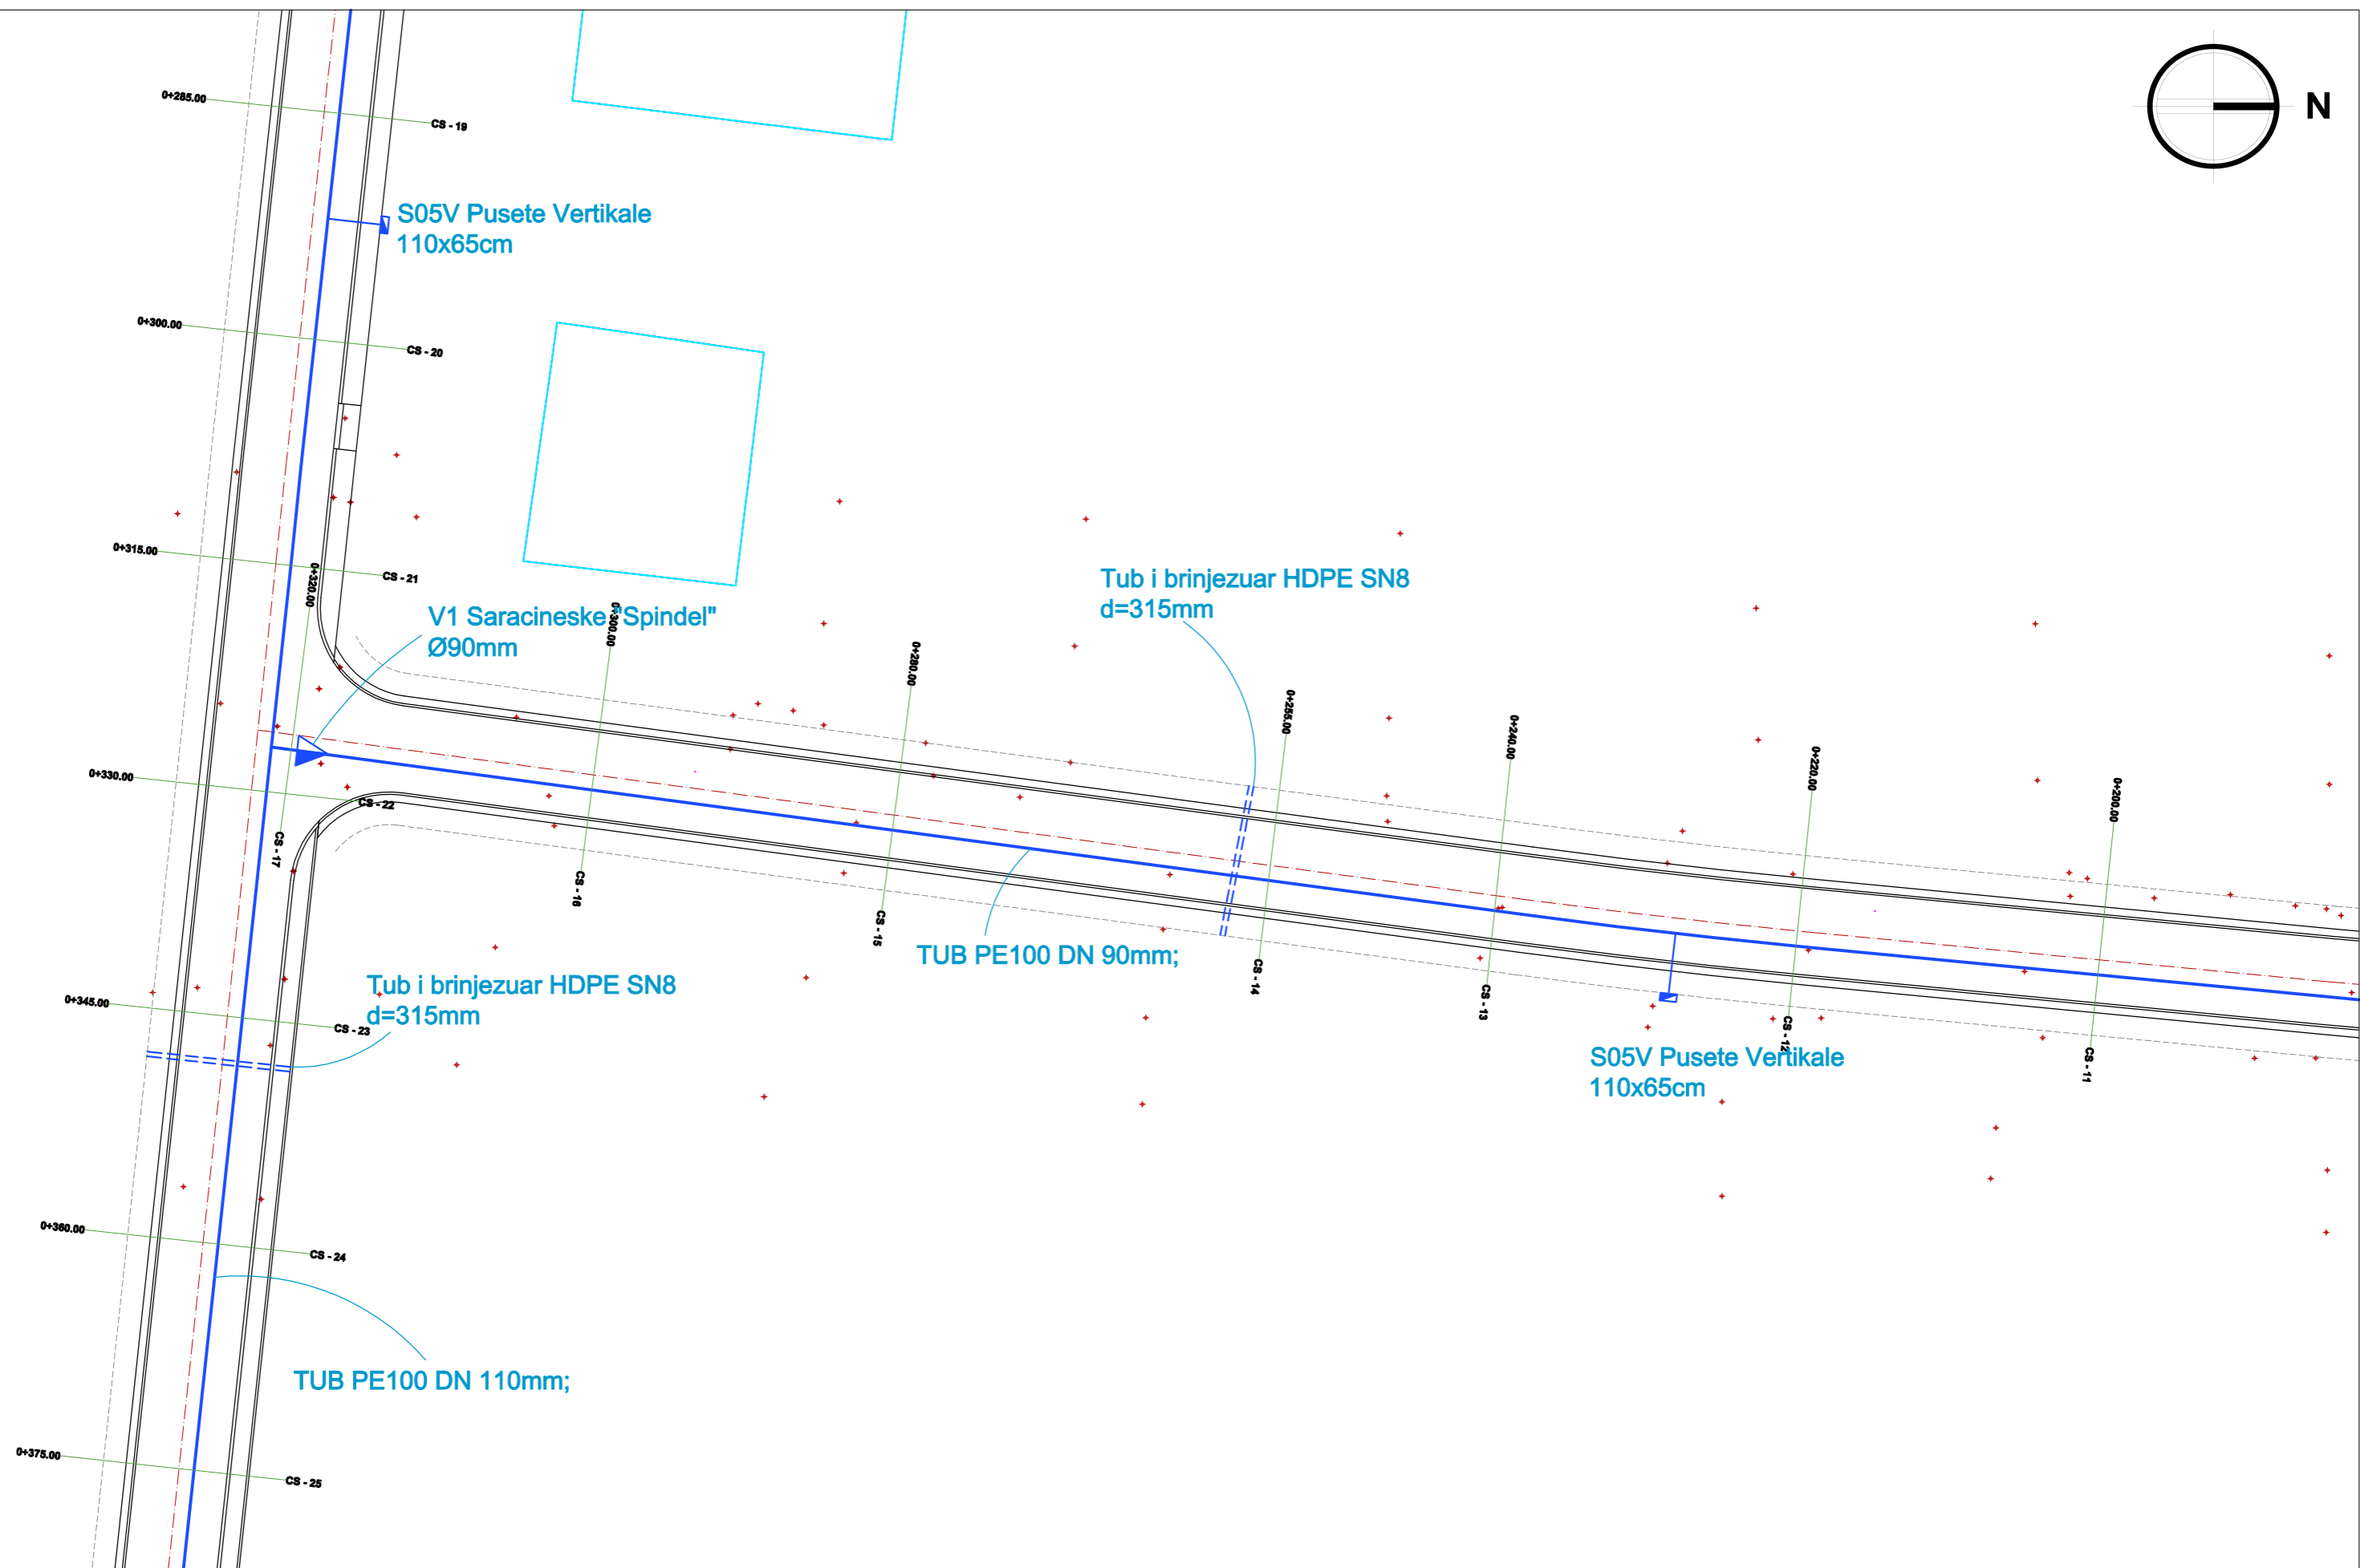 N
0+285.00
CS - 19
S05V Pusete Vertikale
110x65cm
0+300.00
CS - 20
0+315.00
CS - 21
0+320.00
V1 Saracineske "Spindel"
Ø90mm
0+300.00
Tub i brinjezuar HDPE SN8
d=315mm
0+280.00
0+255.00
0+240.00
0+220.00
0+200.00
0+330.00
CS - 22
CS - 17
CS - 16
CS - 15
TUB PE100 DN 90mm;
CS - 14
CS - 13
CS - 12
CS - 11
S05V Pusete Vertikale
110x65cm
Tub i brinjezuar HDPE SN8
d=315mm
0+345.00
CS - 23
0+360.00
CS - 24
TUB PE100 DN 110mm;
0+375.00
CS - 25